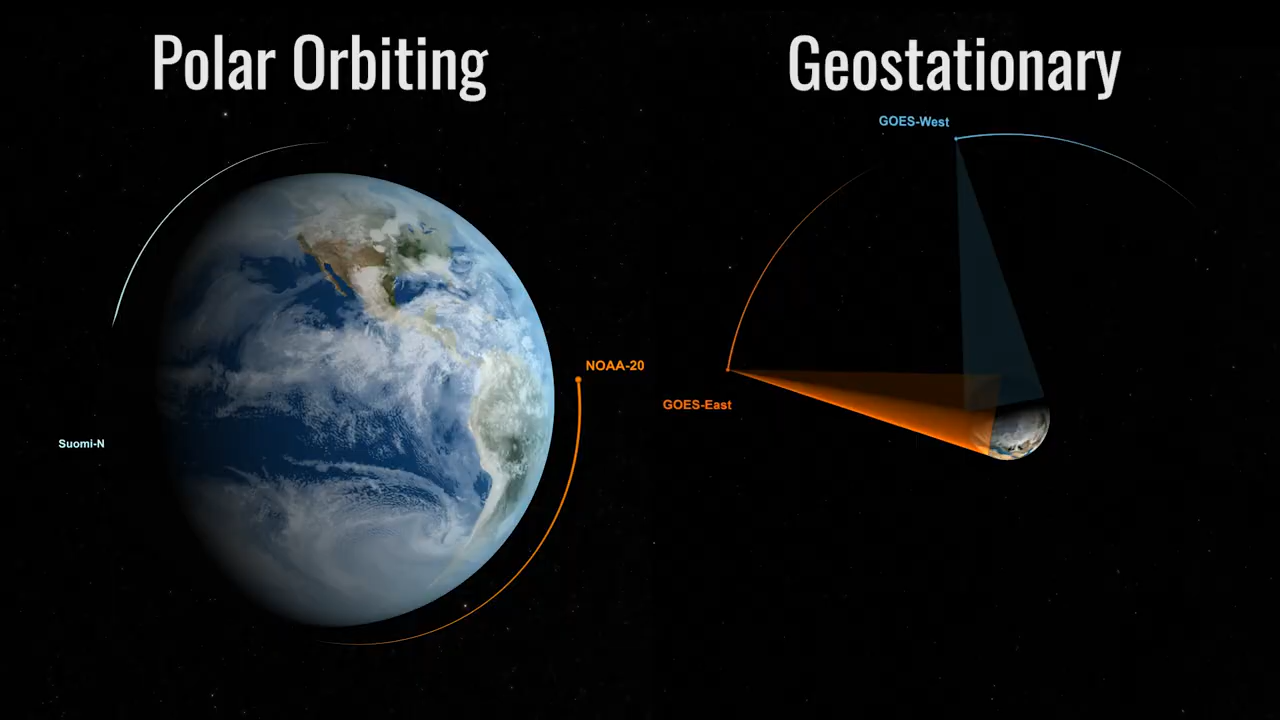 Polar Orbiting
Geostationary
GOES-West
NOAA-20
GOES-East
Suomi-N